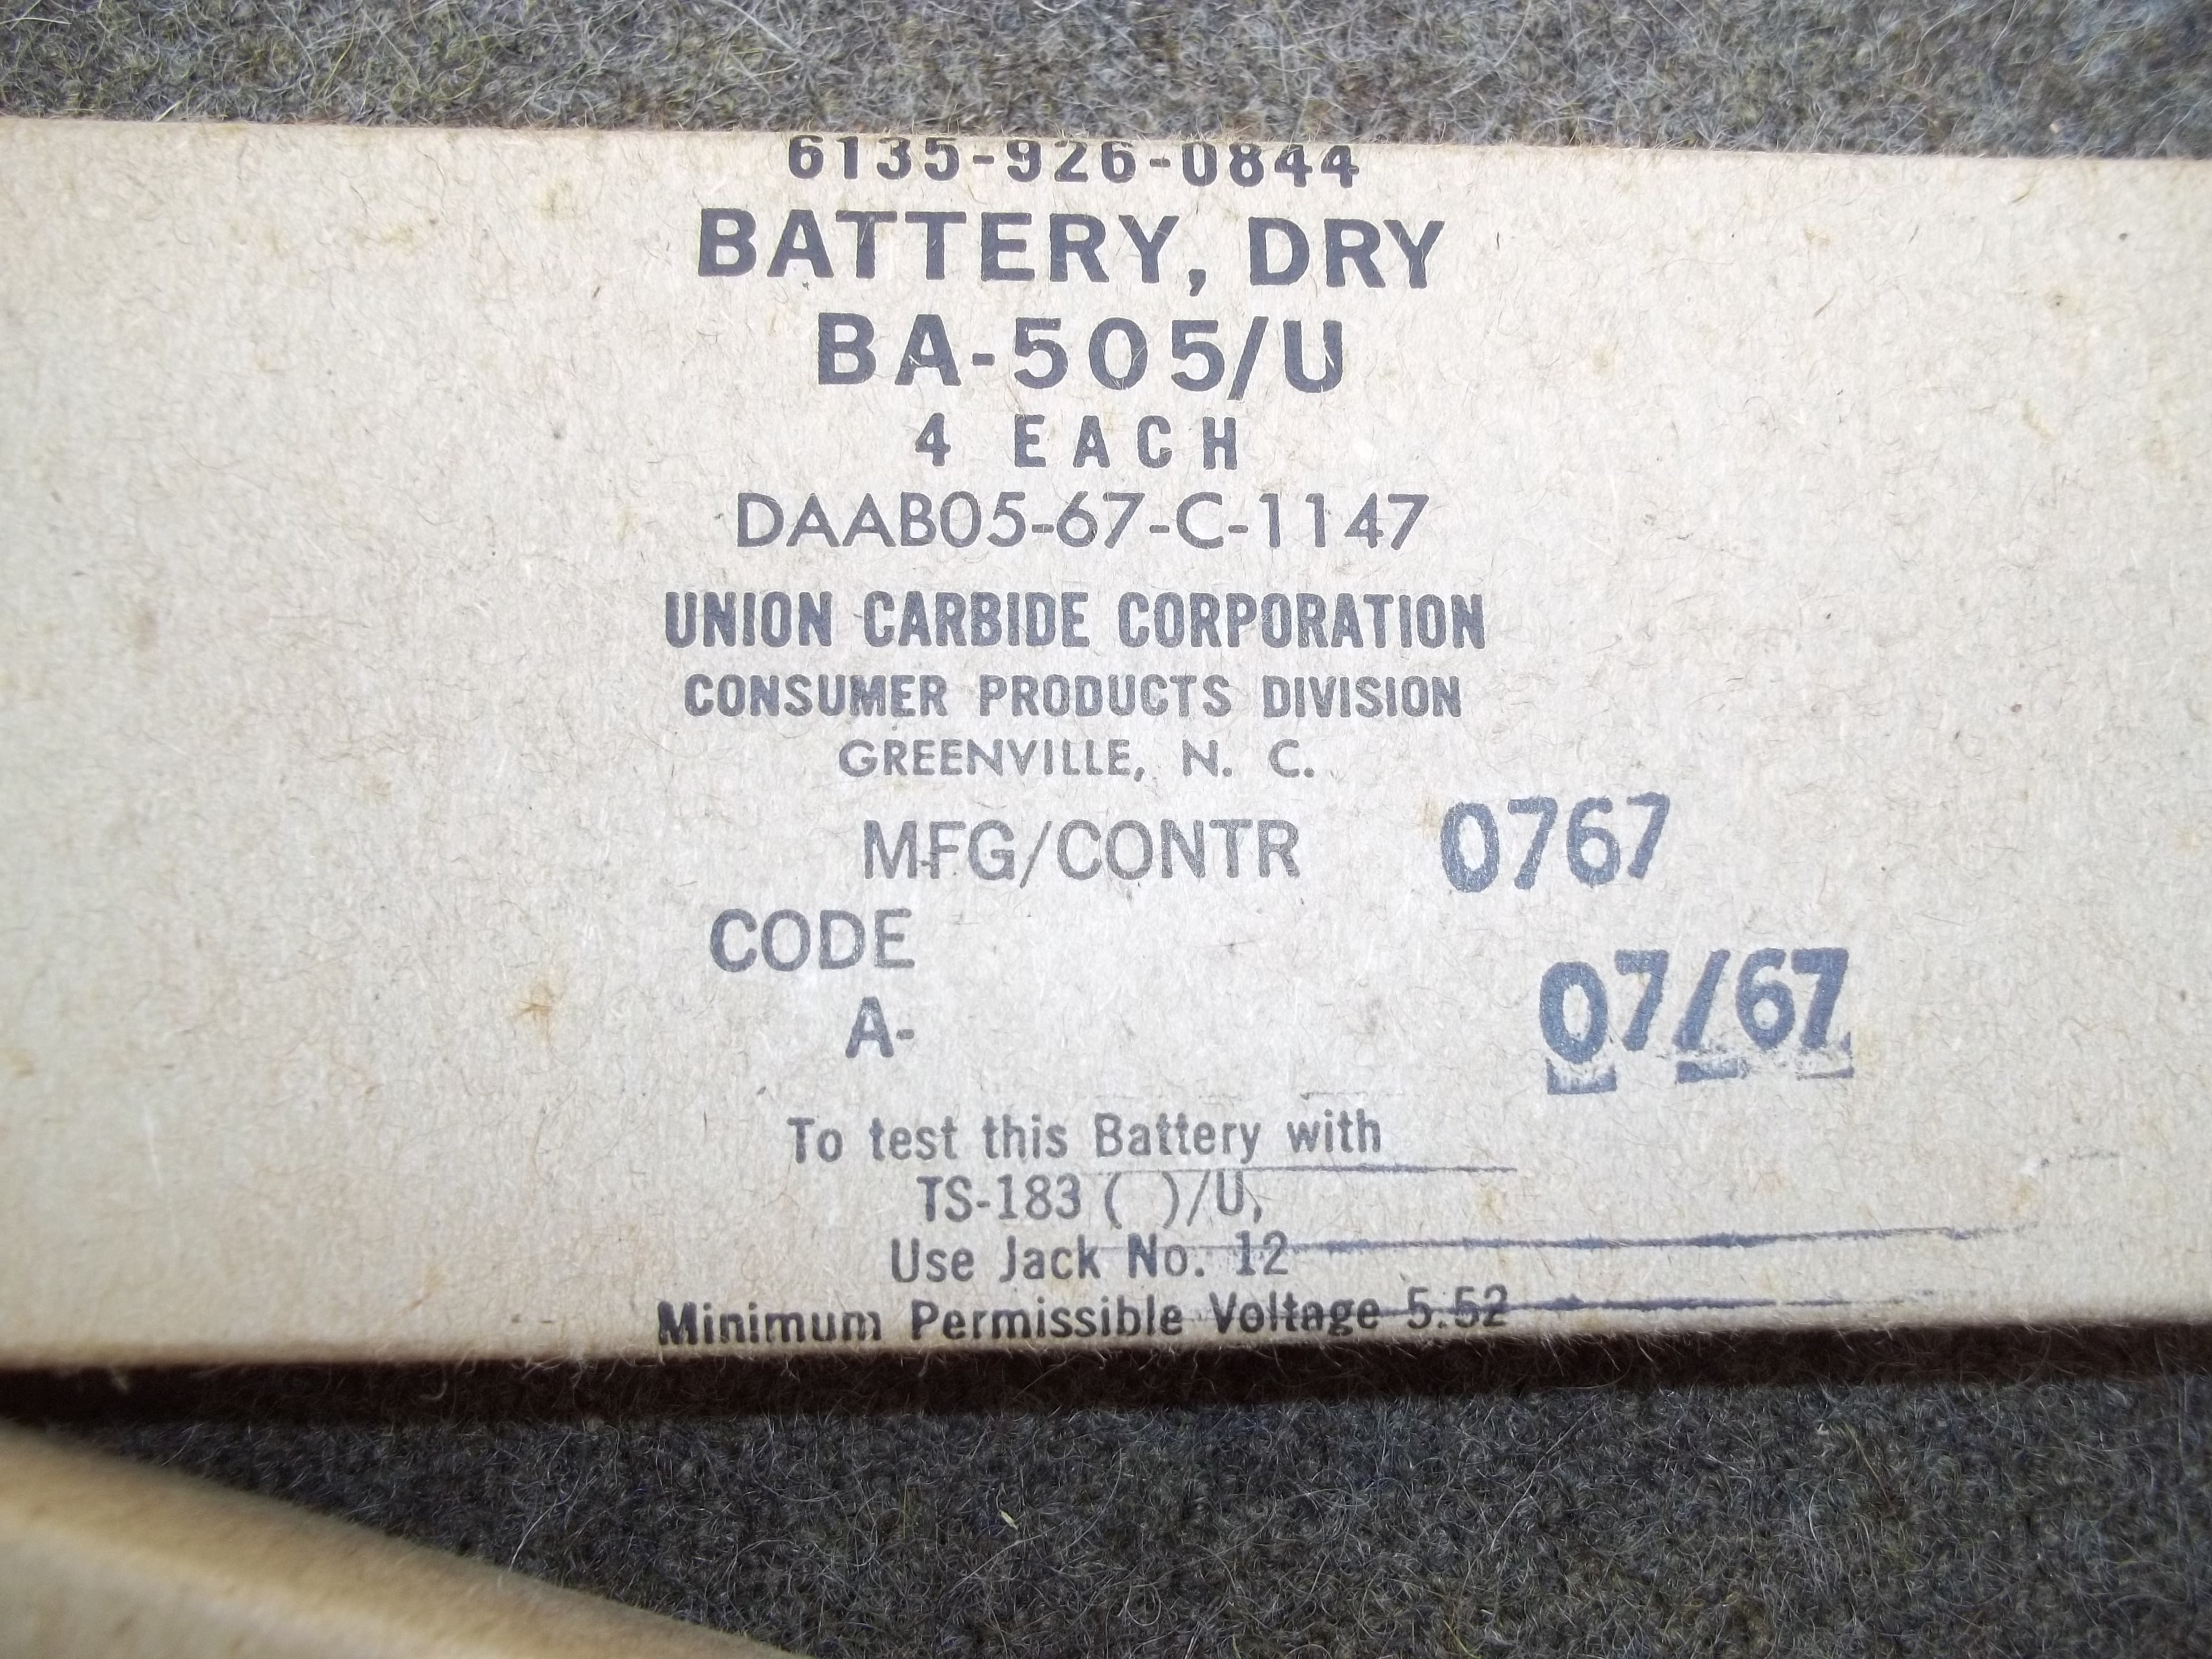 6135-926-0844
BATTERY, DRY
BA-505/U
4 EACH
DAAB05-67-C-1147
UNION CARBIDE CORPORATION
CONSUMER PRODUCTS DIVISION
GREENVILLE, N. C.
MFG/CONTR 0767
CODE
A- 07/67
To test this Battery with
TS-183 ( )/U,
Use Jack No. 12
Minimum Permissible Voltage 5.52